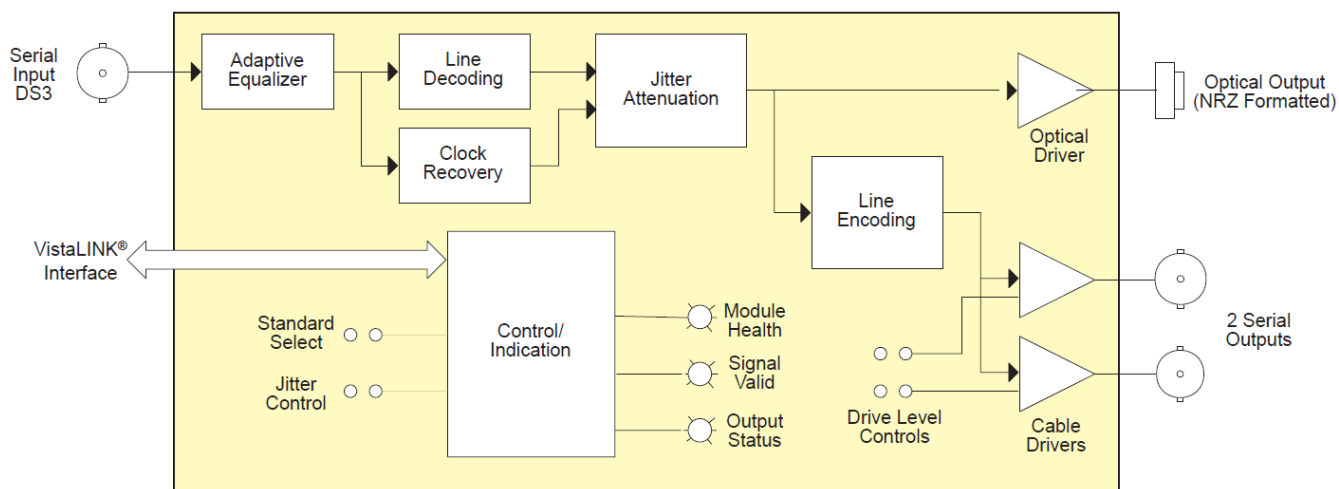 Serial
Input
DS3
Adaptive
Equalizer
Line
Decoding
Clock
Recovery
Jitter
Attenuation
Optical
Driver
Optical Output
(NRZ Formatted)
Line
Encoding
VistaLINK®
Interface
Standard
Select
Jitter
Control
Control/
Indication
Module
Health
Signal
Valid
Output
Status
Drive Level
Controls
Cable
Drivers
2 Serial
Outputs